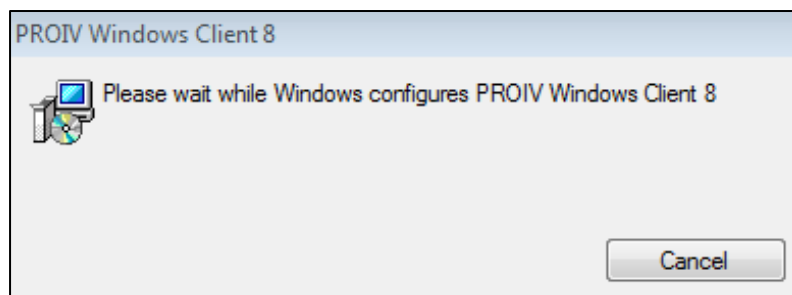 PROIV Windows Client 8
Please wait while Windows configures PROIV Windows Client 8
Cancel